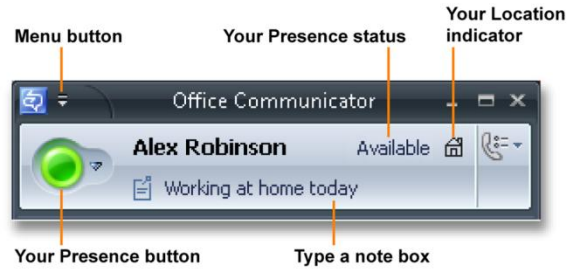 Your Location
indicator
Menu button
Your Presence status
Office Communicator
Alex Robinson
Available
Working at home today
Your Presence button
Type a note box